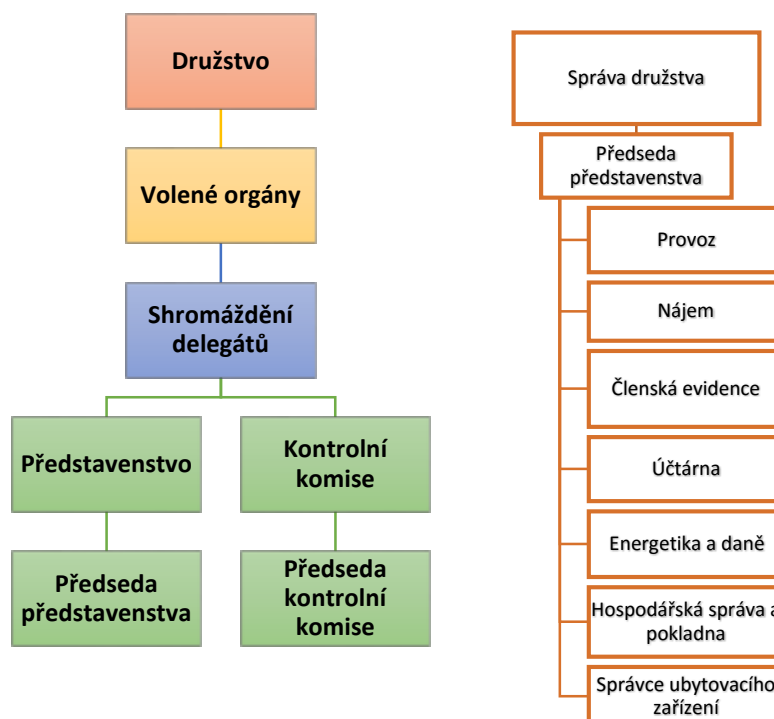 Družstvo
Volené orgány
Shromáždění
delegátů
Představenstvo
Kontrolní
komise
Předseda
představenstva
Předseda
kontrolní
komise
Správa družstva
Předseda
představenstva
Provoz
Nájem
Členská evidence
Účtárna
Energetika a daně
Hospodářská správa a
pokladna
Správce ubytovacího
zařízení